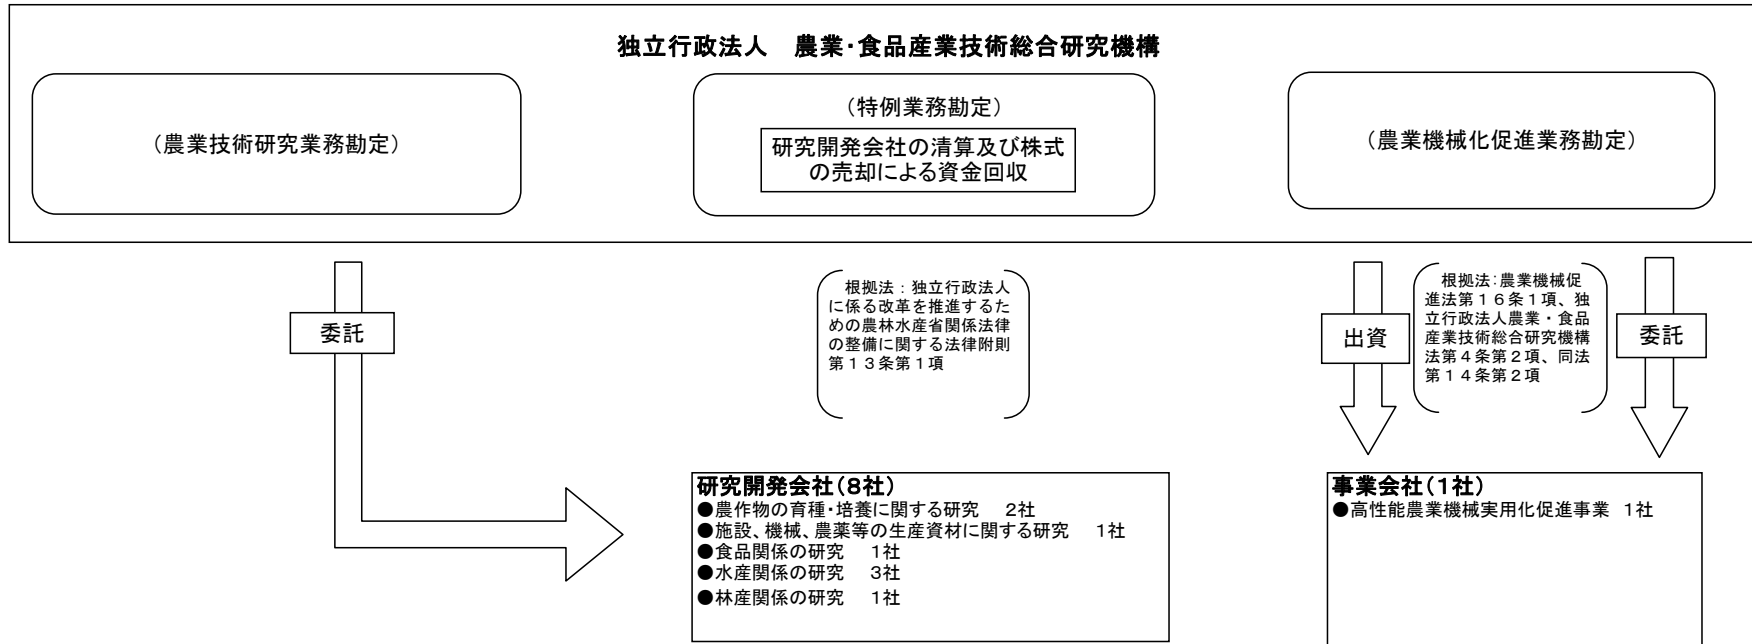 独立行政法人　農業・食品産業技術総合研究機構
（農業技術研究業務勘定）
（特例業務勘定）
研究開発会社の清算及び株式
の売却による資金回収
（農業機械化促進業務勘定）
委託
根拠法：独立行政法人
に係る改革を推進するた
めの農林水産省関係法律
の整備に関する法律附則
第１３条第１項
出資
根拠法：農業機械促
進法第１６条１項、独
立行政法人農業・食品
産業技術総合研究機構
法第４条第２項、同法
第１４条第２項
委託
研究開発会社（８社）
●農作物の育種・培養に関する研究　２社
●施設、機械、農薬等の生産資材に関する研究　１社
●食品関係の研究　１社
●水産関係の研究　３社
●林産関係の研究　１社
事業会社（１社）
●高性能農業機械実用化促進事業　１社